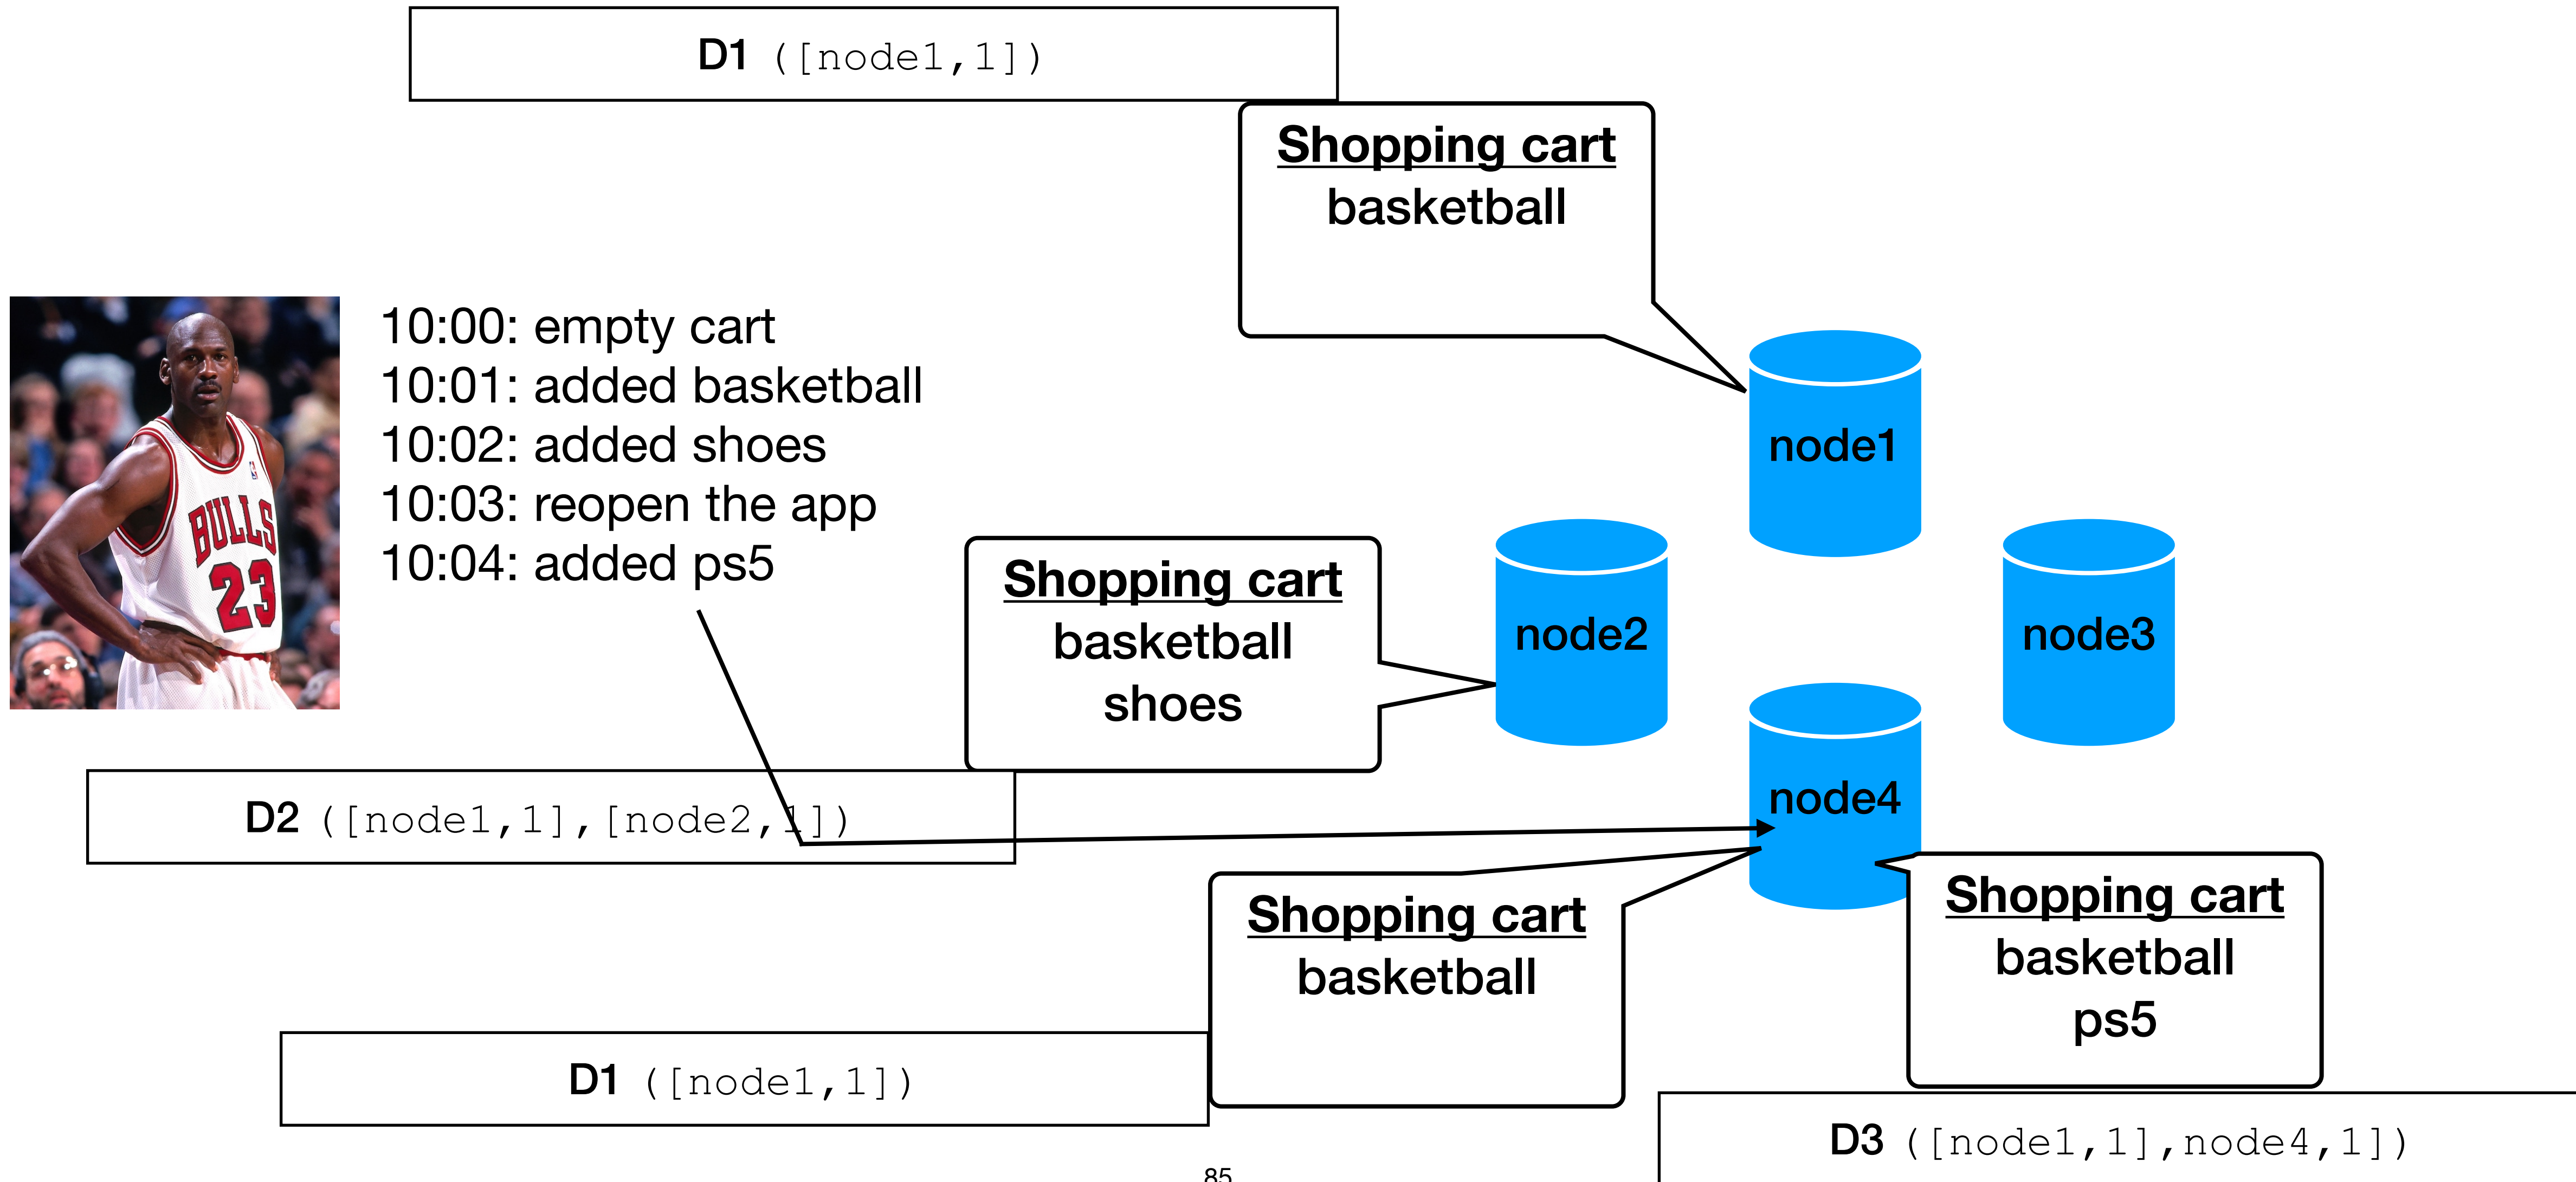 D1 ([node1,1])
Shopping cart
basketball
10:00: empty cart
10:01: added basketball
10:02: added shoes
10:03: reopen the app
10:04: added ps5
BULLS
23
node1
node2
node3
node4
Shopping cart
basketball
shoes
D2 ([node1,1],[node2,1])
Shopping cart
basketball
D1 ([node1,1])
Shopping cart
basketball
ps5
D3 ([node1,1],node4,1])
85